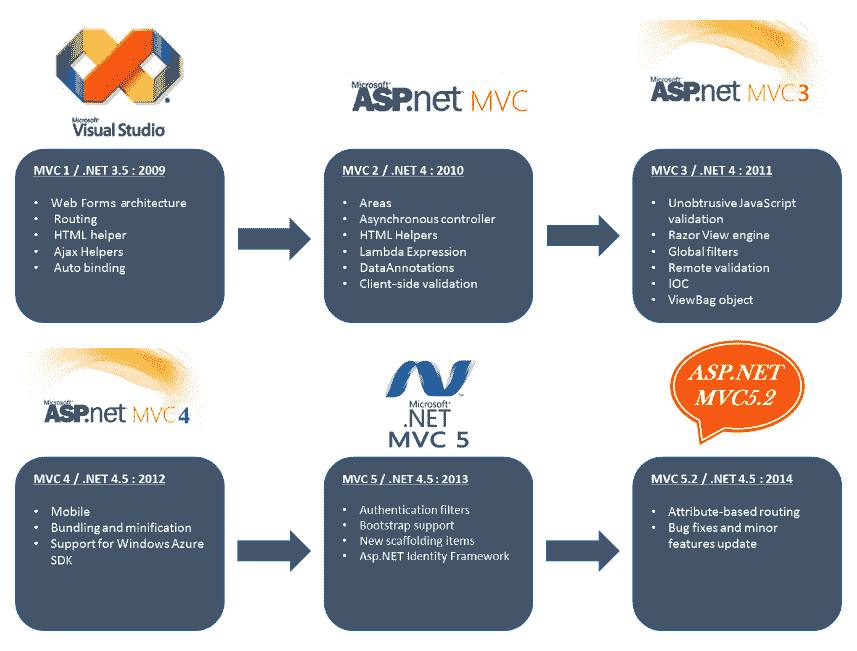 Microsoft®
Visual Studio
MVC 1 / .NET 3.5 : 2009
• Web Forms architecture
• Routing
• HTML helper
• Ajax Helpers
• Auto binding
Microsoft®
ASP.net MVC
MVC 2 / .NET 4 : 2010
• Areas
• Asynchronous controller
• HTML Helpers
• Lambda Expression
• DataAnnotations
• Client-side validation
Microsoft®
ASP.net MVC3
MVC 3 / .NET 4 : 2011
• Unobtrusive JavaScript
validation
• Razor View engine
• Global filters
• Remote validation
• IOC
• ViewBag object
Microsoft®
ASP.net MVC4
MVC 4 / .NET 4.5 : 2012
• Mobile
• Bundling and minification
• Support for Windows Azure
SDK
Microsoft®
.NET
MVC 5
MVC 5 / .NET 4.5 : 2013
• Authentication filters
• Bootstrap support
• New scaffolding items
• Asp.NET Identity Framework
ASP.NET
MVC5.2
MVC 5.2 / .NET 4.5 : 2014
• Attribute-based routing
• Bug fixes and minor
features update